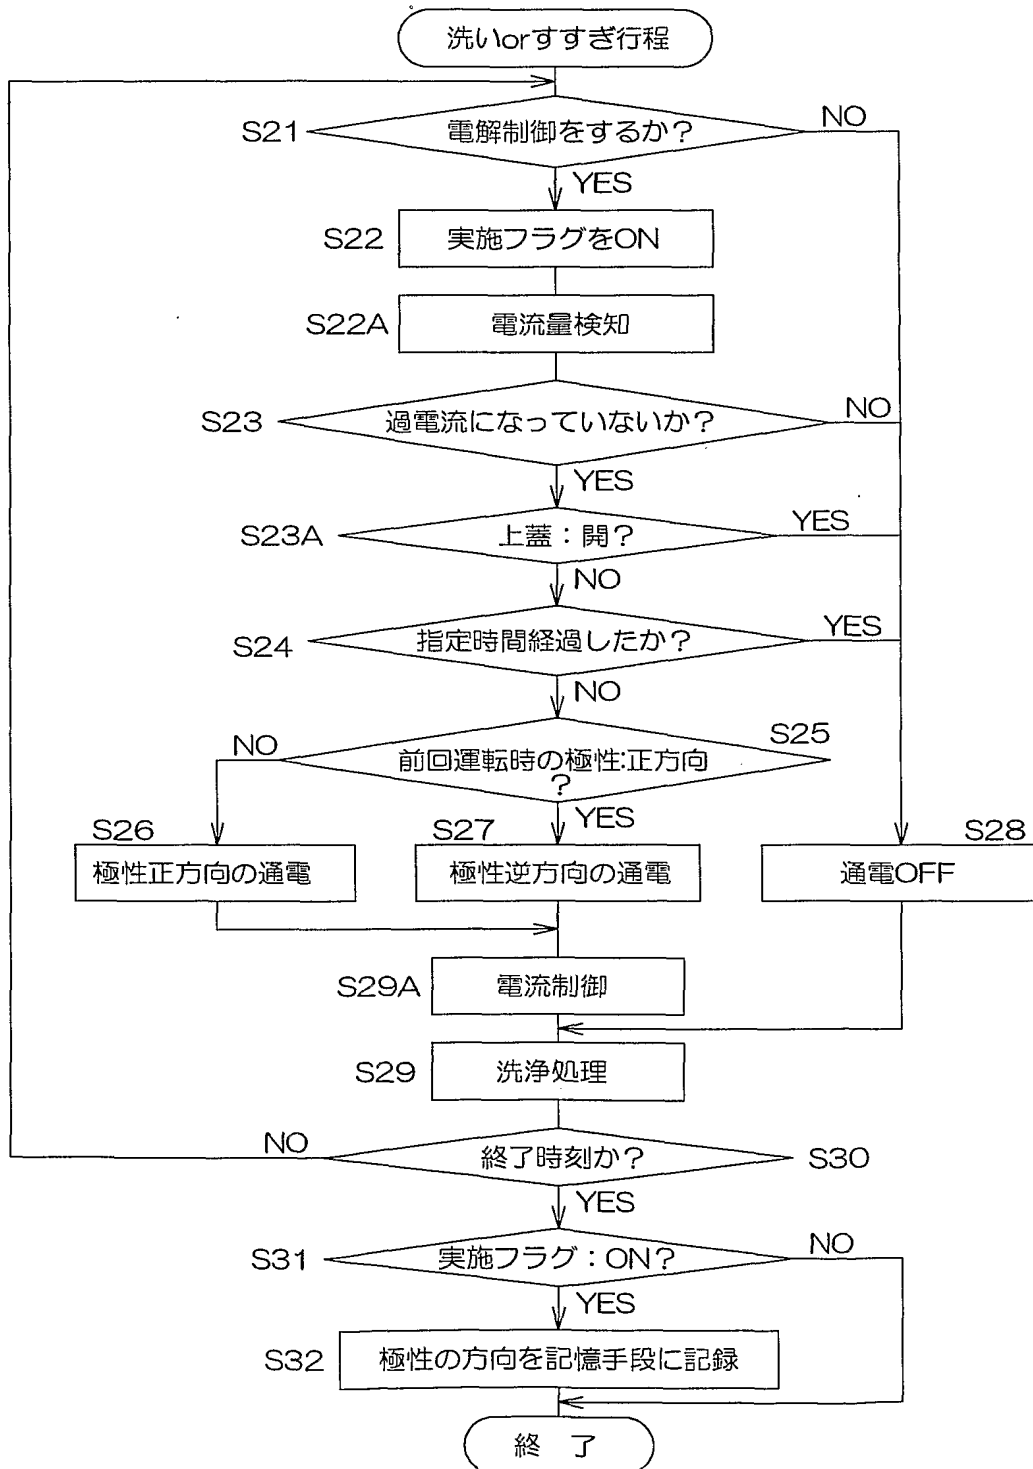 洗いorすすぎ行程
S21
電解制御をするか？
NO
YES
S22
実施フラグをON
S22A
電流量検知
S23
過電流になっていないか？
NO
YES
S23A
上蓋：開？
YES
NO
S24
指定時間経過したか？
YES
NO
S25
NO
前回運転時の極性:正方向
？
YES
S26
S27
S28
極性正方向の通電
極性逆方向の通電
通電OFF
S29A
電流制御
S29
洗浄処理
NO
終了時刻か？
S30
YES
S31
実施フラグ：ON？
NO
YES
S32
極性の方向を記憶手段に記録
終　了